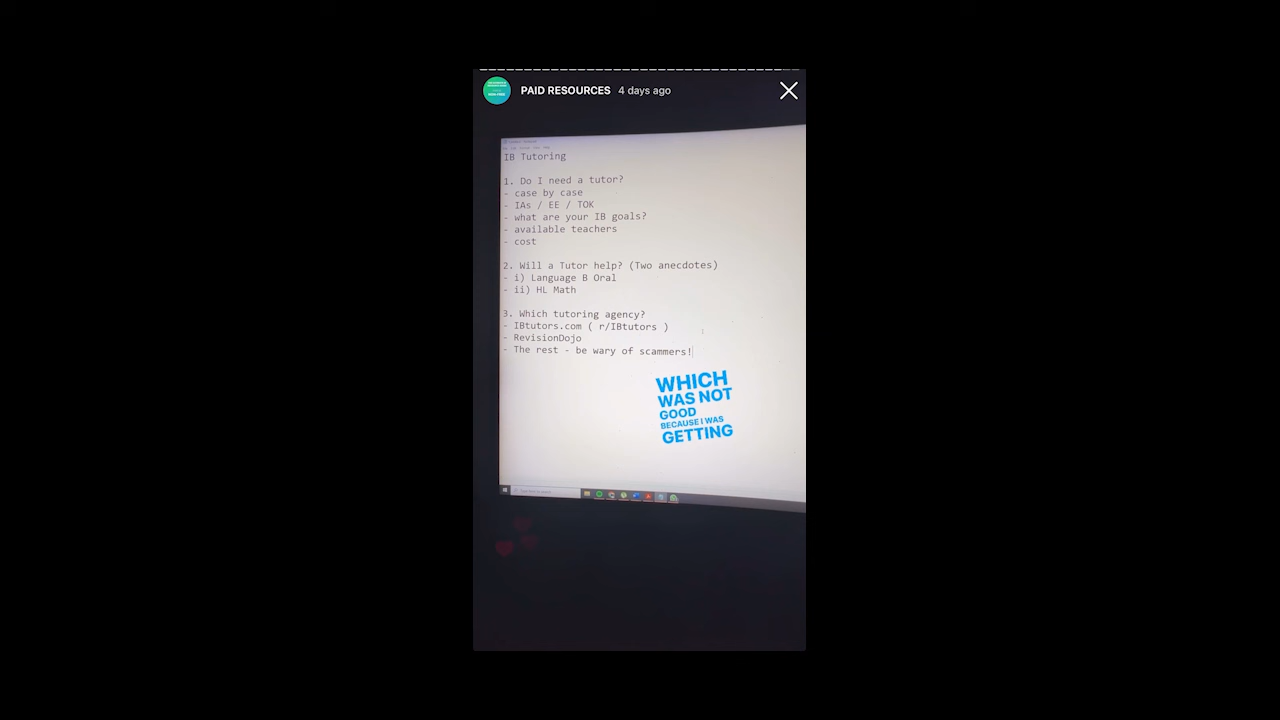 PAID RESOURCES 4 days ago
IB Tutoring
1. Do I need a tutor?
- case by case
- IAs / EE / TOK
- what are your IB goals?
- available teachers
- cost
2. Will a Tutor help? (Two anecdotes)
- i) Language B Oral
- ii) HL Math
3. Which tutoring agency?
- IBtutors.com ( r/IBtutors )
- RevisionDojo
- The rest - be wary of scammers!
WHICH
WAS NOT
GOOD
BECAUSE I WAS
GETTING